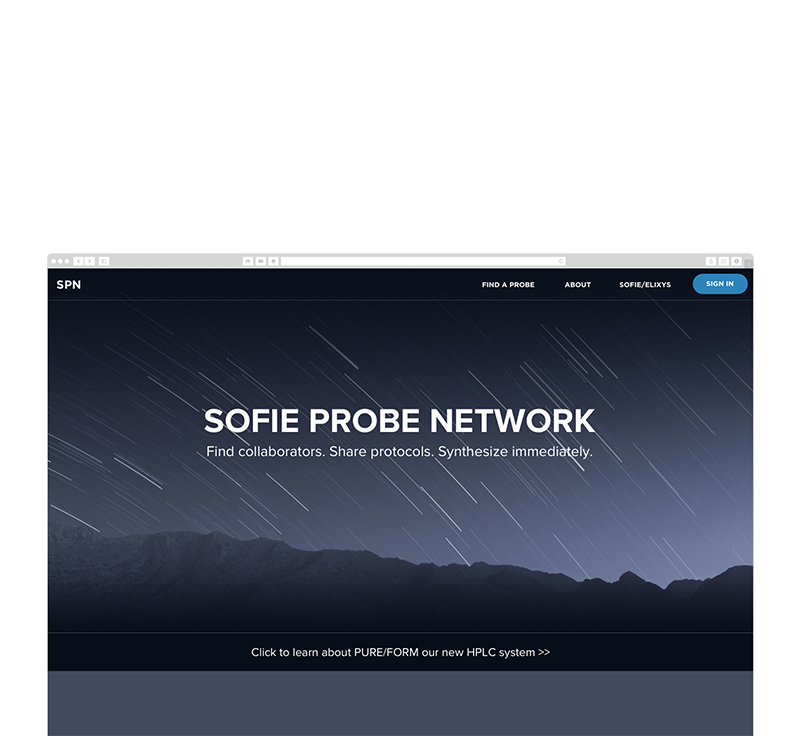 SPN
FIND A PROBE
ABOUT
SOFIE/ELIXYS
SIGN IN
SOFIE PROBE NETWORK
Find collaborators. Share protocols. Synthesize immediately.
Click to learn about PURE/FORM our new HPLC system >>